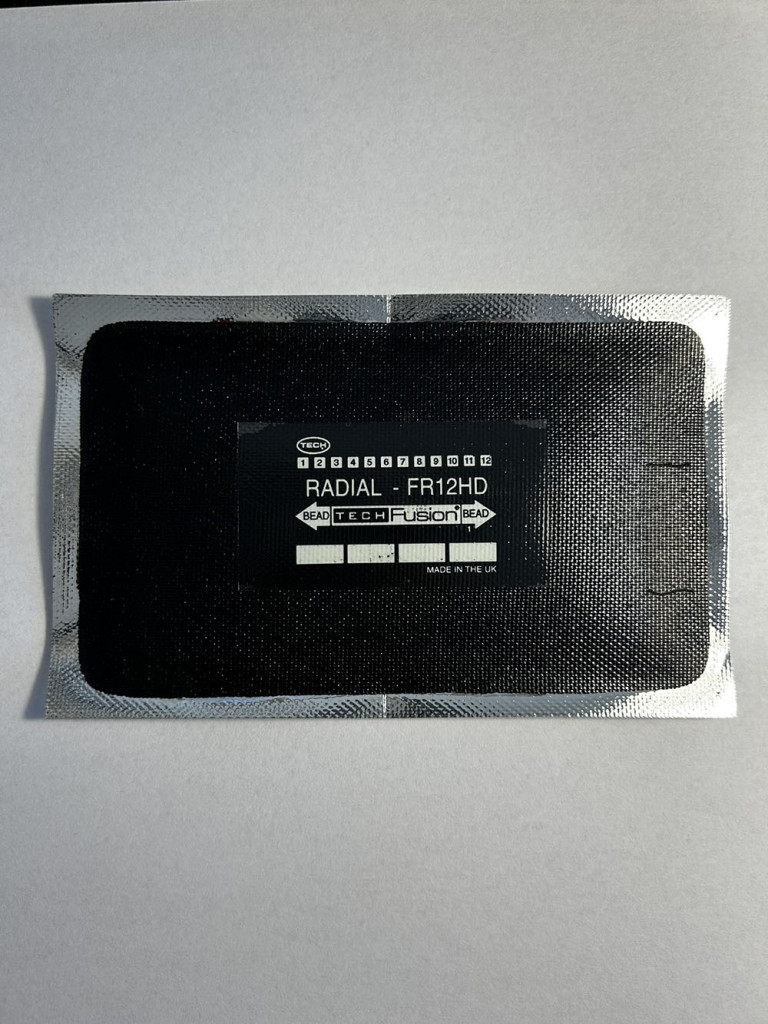 TECH
1 2 3 4 5 6 7 8 9 10 11 12
RADIAL - FR12HD
BEAD TECH Fusion BEAD
1
MADE IN THE UK